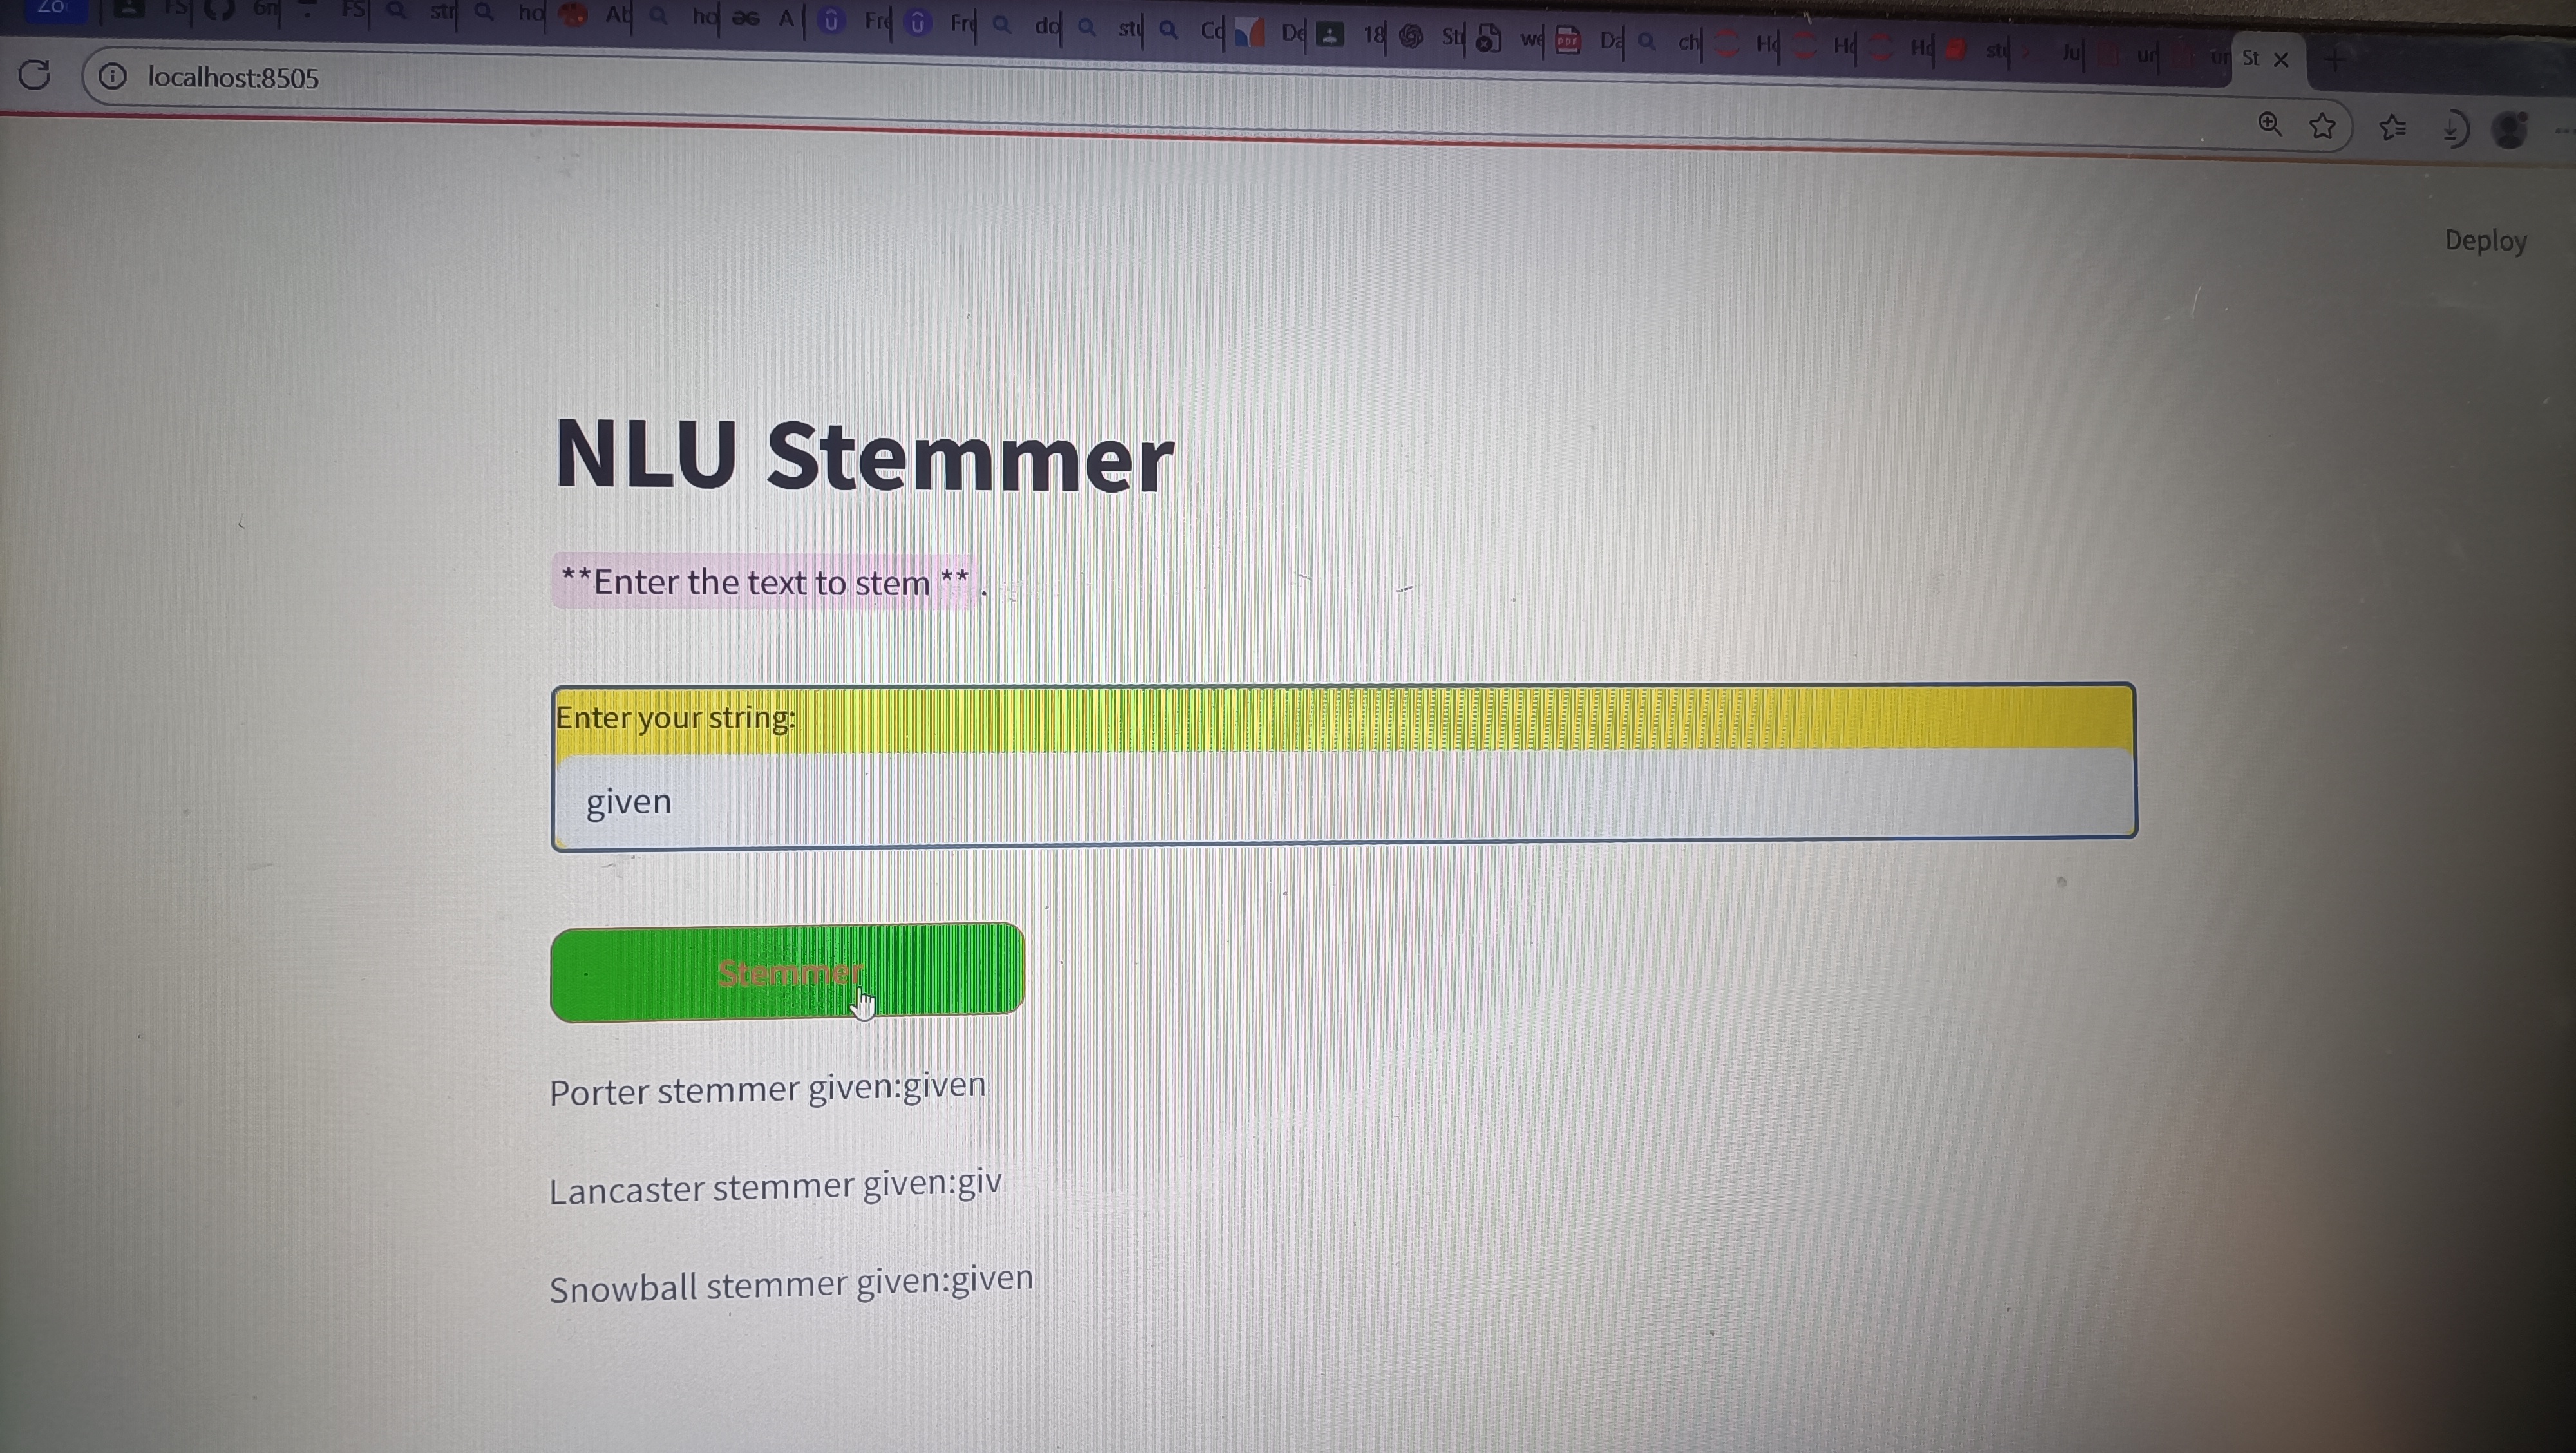 localhost:8505
Deploy
NLU Stemmer
**Enter the text to stem ** .
Enter your string:
given
Stemmer
Porter stemmer given:given
Lancaster stemmer given:giv
Snowball stemmer given:given